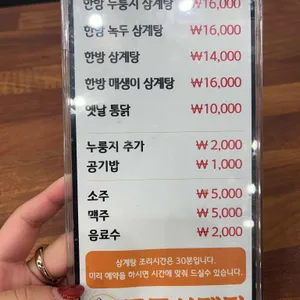 한방 누룽지 삼계탕 ₩16,000
한방 녹두 삼계탕 ₩16,000
한방 삼계탕 ₩14,000
한방 매생이 삼계탕 ₩16,000
옛날 통닭 ₩10,000
누룽지 추가 ₩2,000
공기밥 ₩1,000
소주 ₩5,000
맥주 ₩5,000
음료수 ₩2,000
삼계탕 조리시간은 30분입니다.
미리 예약을 하시면 시간에 맞춰 드실수 있습니다.